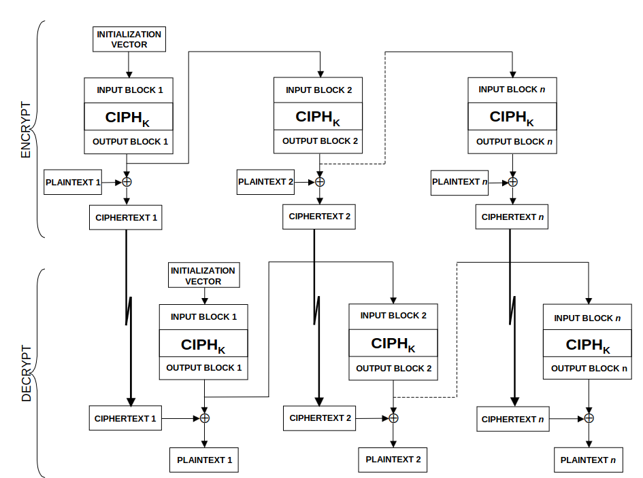 ENCRYPT
INITIALIZATION
VECTOR
INPUT BLOCK 1
INPUT BLOCK 2
INPUT BLOCK n
CIPHK
CIPHK
CIPHK
OUTPUT BLOCK 1
OUTPUT BLOCK 2
OUTPUT BLOCK n
PLAINTEXT 1
PLAINTEXT 2
PLAINTEXT n
CIPHERTEXT 1
CIPHERTEXT 2
CIPHERTEXT n
DECRYPT
INITIALIZATION
VECTOR
INPUT BLOCK 1
INPUT BLOCK 2
INPUT BLOCK n
CIPHK
CIPHK
CIPHK
OUTPUT BLOCK 1
OUTPUT BLOCK 2
OUTPUT BLOCK n
CIPHERTEXT 1
CIPHERTEXT 2
CIPHERTEXT n
PLAINTEXT 1
PLAINTEXT 2
PLAINTEXT n